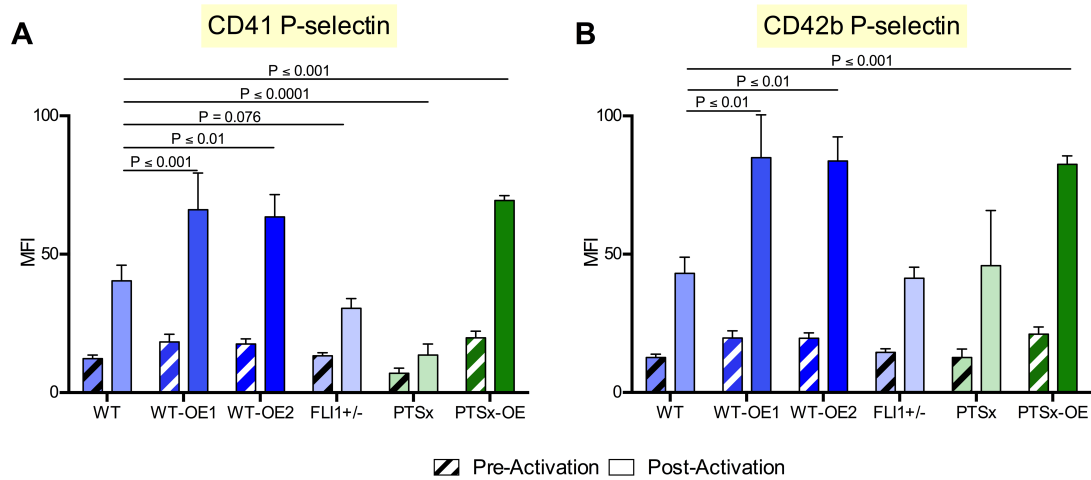 A
CD41 P-selectin
P ≤ 0.001
P ≤ 0.0001
P = 0.076
P ≤ 0.01
P ≤ 0.001
100
50
0
MFI
WT
WT-OE1
WT-OE2
FLI1+/-
PTSx
PTSx-OE
B
CD42b P-selectin
P ≤ 0.001
P ≤ 0.01
P ≤ 0.01
100
50
0
MFI
WT
WT-OE1
WT-OE2
FLI1+/-
PTSx
PTSx-OE
Pre-Activation
Post-Activation